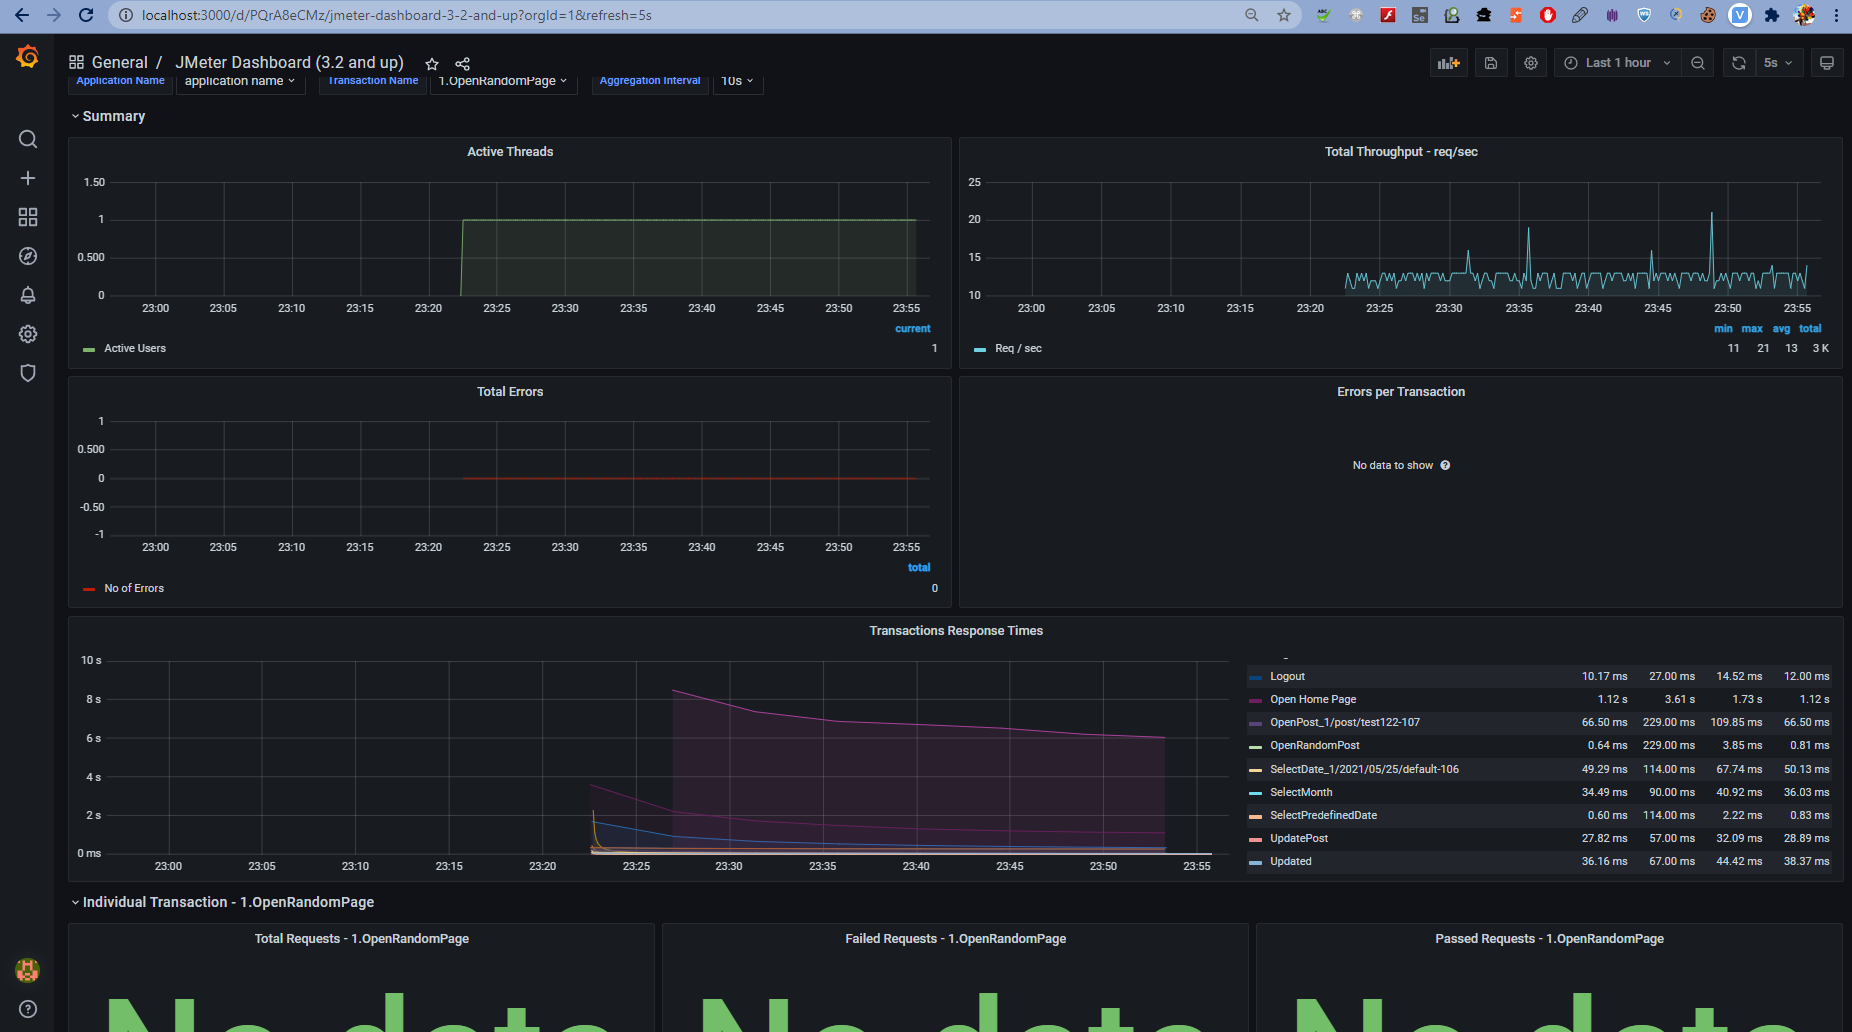 localhost:3000/d/PQrA8eCMz/jmeter-dashboard-3-2-and-up?orgId=1&refresh=5s
General / JMeter Dashboard (3.2 and up)
Last 1 hour
5s
Application Name application name Transaction Name 1.OpenRandomPage Aggregation Interval 10s
Summary
Active Threads
1.50
1
0.500
0
23:00 23:05 23:10 23:15 23:20 23:25 23:30 23:35 23:40 23:45 23:50 23:55
current
Active Users 1
Total Throughput - req/sec
25
20
15
10
23:00 23:05 23:10 23:15 23:20 23:25 23:30 23:35 23:40 23:45 23:50 23:55
min max avg total
Req / sec 11 21 13 3 K
Total Errors
1
0.500
0
-0.50
-1
23:00 23:05 23:10 23:15 23:20 23:25 23:30 23:35 23:40 23:45 23:50 23:55
total
No of Errors 0
Errors per Transaction
No data to show
Transactions Response Times
10 s
8 s
6 s
4 s
2 s
0 ms
23:00 23:05 23:10 23:15 23:20 23:25 23:30 23:35 23:40 23:45 23:50 23:55
Logout 10.17 ms 27.00 ms 14.52 ms 12.00 ms
Open Home Page 1.12 s 3.61 s 1.73 s 1.12 s
OpenPost_1/post/test122-107 66.50 ms 229.00 ms 109.85 ms 66.50 ms
OpenRandomPost 0.64 ms 229.00 ms 3.85 ms 0.81 ms
SelectDate_1/2021/05/25/default-106 49.29 ms 114.00 ms 67.74 ms 50.13 ms
SelectMonth 34.49 ms 90.00 ms 40.92 ms 36.03 ms
SelectPredefinedDate 0.60 ms 114.00 ms 2.22 ms 0.83 ms
UpdatePost 27.82 ms 57.00 ms 32.09 ms 28.89 ms
Updated 36.16 ms 67.00 ms 44.42 ms 38.37 ms
Individual Transaction - 1.OpenRandomPage
Total Requests - 1.OpenRandomPage
No data
Failed Requests - 1.OpenRandomPage
No data
Passed Requests - 1.OpenRandomPage
No data